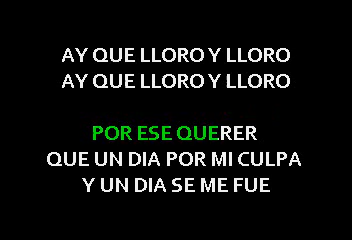 AY QUE LLORO Y LLORO
AY QUE LLORO Y LLORO
POR ESE QUERER
QUE UN DIA POR MI CULPA
Y UN DIA SE ME FUE